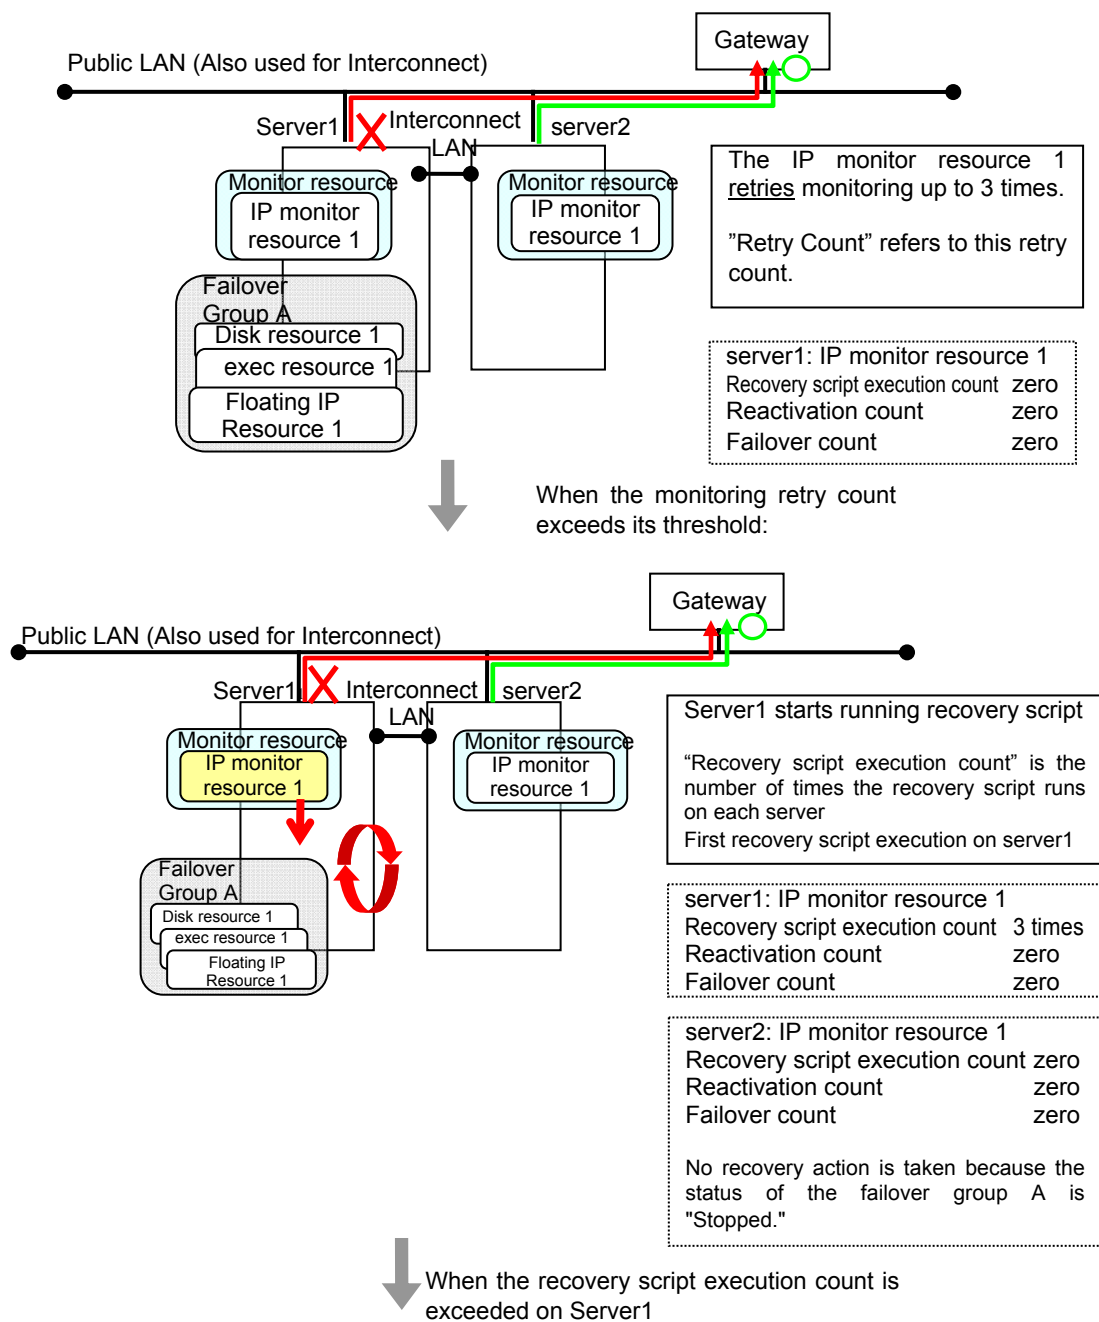 Gateway
Public LAN (Also used for Interconnect)
Server1
Interconnect
LAN
server2
Monitor resource
IP monitor
resource 1
Monitor resource
IP monitor
resource 1
Failover
Group A
Disk resource 1
exec resource 1
Floating IP
Resource 1
The IP monitor resource 1
retries monitoring up to 3 times.
”Retry Count” refers to this retry
count.
server1: IP monitor resource 1
Recovery script execution count zero
Reactivation count zero
Failover count zero
When the monitoring retry count
exceeds its threshold:
Gateway
Public LAN (Also used for Interconnect)
Server1
Interconnect
LAN
server2
Monitor resource
IP monitor
resource 1
Monitor resource
IP monitor
resource 1
Failover
Group A
Disk resource 1
exec resource 1
Floating IP
Resource 1
Server1 starts running recovery script
“Recovery script execution count” is the
number of times the recovery script runs
on each server
First recovery script execution on server1
server1: IP monitor resource 1
Recovery script execution count 3 times
Reactivation count zero
Failover count zero
server2: IP monitor resource 1
Recovery script execution count zero
Reactivation count zero
Failover count zero
No recovery action is taken because the
status of the failover group A is
"Stopped."
When the recovery script execution count is
exceeded on Server1